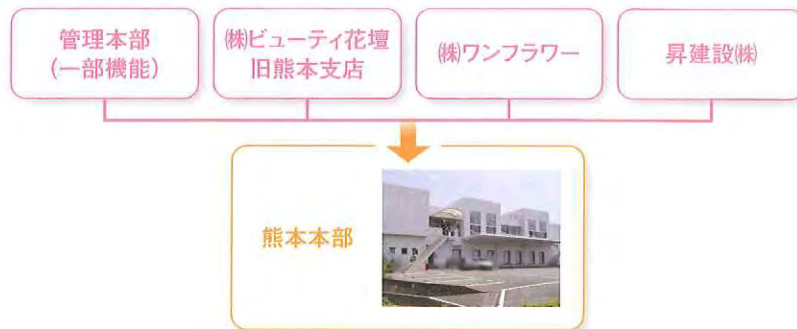 管理本部
(一部機能)
㈱ビューティ花壇
旧熊本支店
㈱ワンフラワー
昇建設㈱
熊本本部